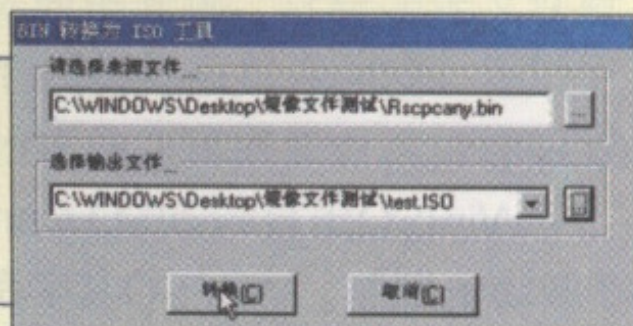 BIN 转换为 ISO 工具
请选择来源文件...
C:\WINDOWS\Desktop\镜像文件测试\Rscpcany.bin
...
选择输出文件...
C:\WINDOWS\Desktop\镜像文件测试\test.ISO
...
转换(C)
取消(C)